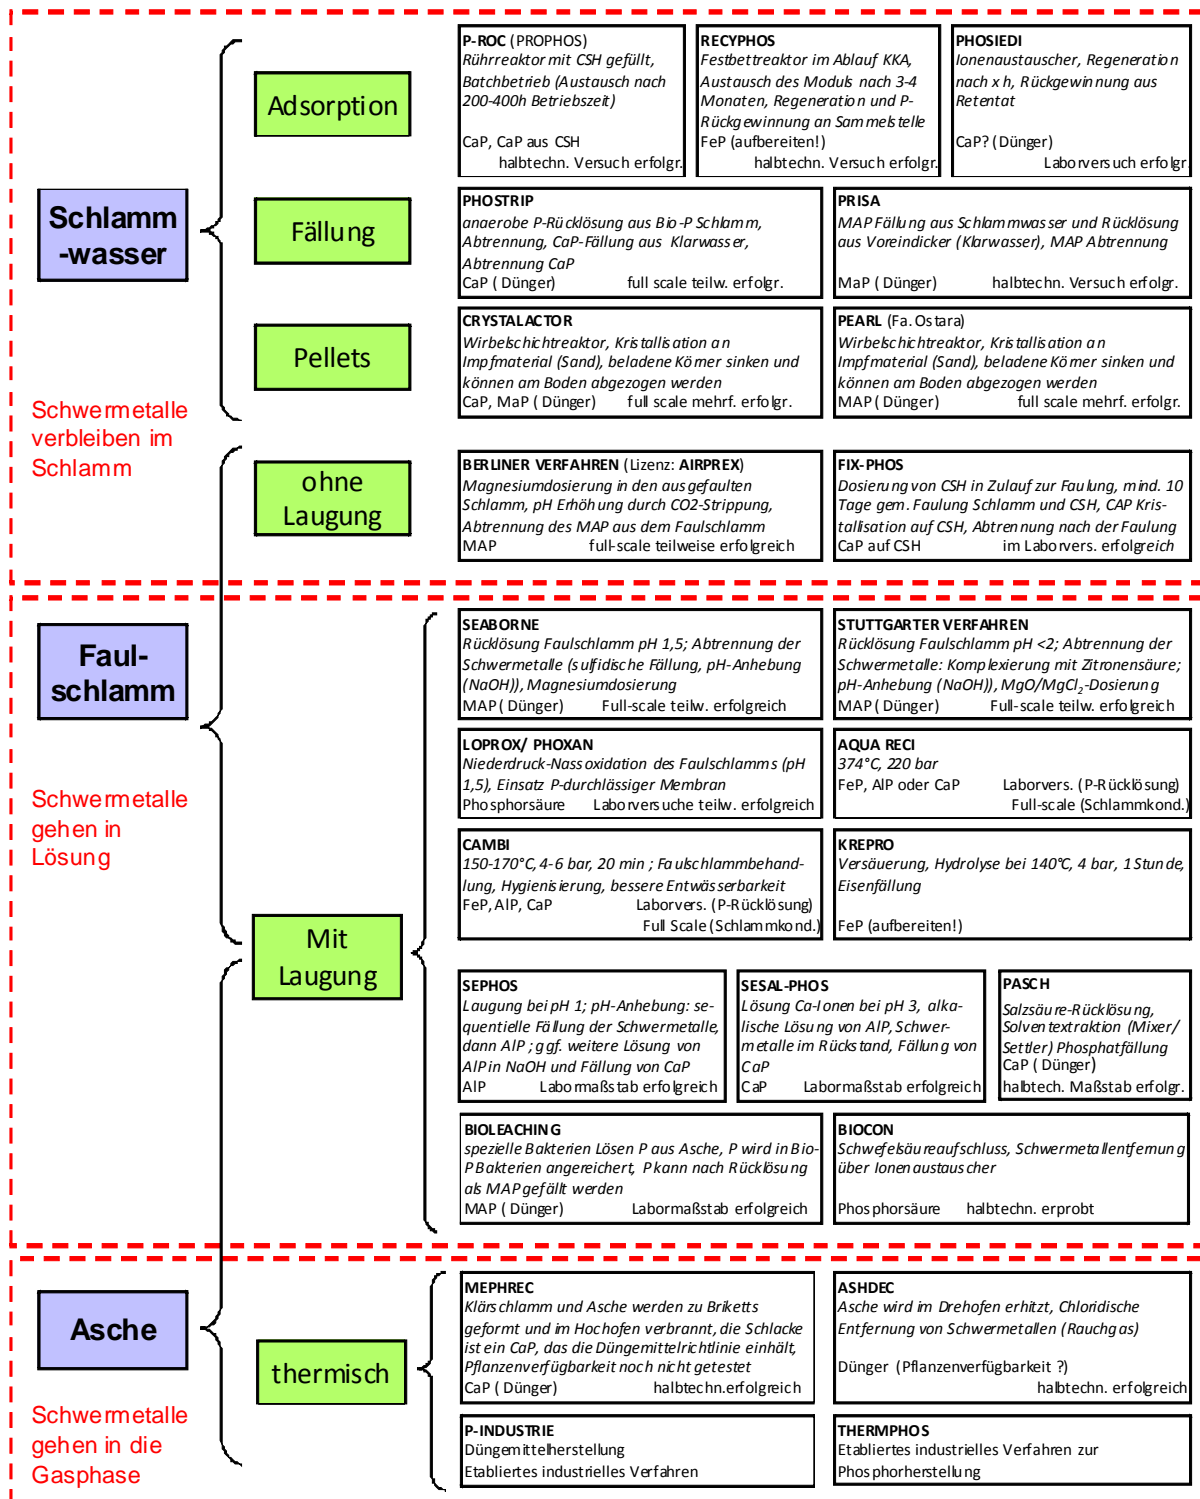 P-ROC (PROPHOS)
Rührreaktor mit CSH gefüllt,
Batchbetrieb (Austausch nach
200-400h Betriebszeit)
CaP, CaP aus CSH
halbtechn. Versuch erfolgr.
RECYPHOS
Festbettreaktor im Ablauf KKA,
Austausch des Moduls nach 3-4
Monaten, Regeneration und P-
Rückgewinnung an Sammelstelle
FeP (aufbereiten!)
halbtechn. Versuch erfolgr.
PHOSIEDI
Ionenaustauscher, Regeneration
nach x h, Rückgewinnung aus
Retentat
CaP? (Dünger)
Laborversuch erfolgr.
Adsorption
Schlamm
-wasser
Fällung
PHOSTRIP
anaerobe P-Rücklösung aus Bio-P Schlamm,
Abtrennung, CaP-Fällung aus Klarwasser,
Abtrennung CaP
CaP ( Dünger) full scale teilw. erfolgr.
PRISA
MAP Fällung aus Schlammwasser und Rücklösung
aus Voreindicker (Klarwasser), MAP Abtrennung
MaP ( Dünger) halbtechn. Versuch erfolgr.
Pellets
CRYSTALACTOR
Wirbelschichtreaktor, Kristallisation an
Impfmaterial (Sand), beladene Körner sinken und
können am Boden abgezogen werden
CaP, MaP ( Dünger) full scale mehrf. erfolgr.
PEARL (Fa. Ostara)
Wirbelschichtreaktor, Kristallisation an
Impfmaterial (Sand), beladene Körner sinken und
können am Boden abgezogen werden
MAP ( Dünger) full scale mehrf. erfolgr.
Schwermetalle
verbleiben im
Schlamm
ohne
Laugung
BERLINER VERFAHREN (Lizenz: AIRPREX)
Magnesiumdosierung in den ausgefaulten
Schlamm, pH Erhöhung durch CO2-Strippung,
Abtrennung des MAP aus dem Faulschlamm
MAP full-scale teilweise erfolgreich
FIX-PHOS
Dosierung von CSH in Zulauf zur Faulung, mind. 10
Tage gem. Faulung Schlamm und CSH, CAP Kris-
tallisation auf CSH, Abtrennung nach der Faulung
CaP auf CSH im Laborvers. erfolgreich
Faul-
schlamm
SEABORNE
Rücklösung Faulschlamm pH 1,5; Abtrennung der
Schwermetalle (sulfidische Fällung, pH-Anhebung
(NaOH)), Magnesiumdosierung
MAP ( Dünger) Full-scale teilw. erfolgreich
STUTTGARTER VERFAHREN
Rücklösung Faulschlamm pH <2; Abtrennung der
Schwermetalle: Komplexierung mit Zitronensäure;
pH-Anhebung (NaOH)), MgO/MgCl₂-Dosierung
MAP ( Dünger) Full-scale teilw. erfolgreich
LOPROX/ PHOXAN
Niederdruck-Nassoxidation des Faulschlamms (pH
1,5), Einsatz P-durchlässiger Membran
Phosphorsäure Laborversuche teilw. erfolgreich
AQUA RECI
374°C, 220 bar
FeP, AlP oder CaP Laborvers. (P-Rücklösung)
Full-scale (Schlammkond.)
Schwermetalle
gehen in
Lösung
CAMBI
150-170°C, 4-6 bar, 20 min ; Faulschlammbehand-
lung, Hygienisierung, bessere Entwässerbarkeit
FeP, AlP, CaP Laborvers. (P-Rücklösung)
Full Scale (Schlammkond.)
KREPRO
Versäuerung, Hydrolyse bei 140°C, 4 bar, 1 Stunde,
Eisenfällung
FeP (aufbereiten!)
Mit
Laugung
SEPHOS
Laugung bei pH 1; pH-Anhebung: se-
quentielle Fällung der Schwermetalle,
dann AlP ; ggf. weitere Lösung von
AlP in NaOH und Fällung von CaP
AlP Labormaßstab erfolgreich
SESAL-PHOS
Lösung Ca-Ionen bei pH 3, alka-
lische Lösung von AlP, Schwer-
metalle im Rückstand, Fällung von
CaP
CaP Labormaßstab erfolgreich
PASCH
Salzsäure-Rücklösung,
Solventextraktion (Mixer/
Settler) Phosphatfällung
CaP ( Dünger)
halbtech. Maßstab erfolgr.
BIOLEACHING
spezielle Bakterien Lösen P aus Asche, P wird in Bio-
P Bakterien angereichert, P kann nach Rücklösung
als MAP gefällt werden
MAP ( Dünger) Labormaßstab erfolgreich
BIOCON
Schwefelsäureaufschluss, Schwermetallentfernung
über Ionenaustauscher
Phosphorsäure halbtechn. erprobt
Asche
thermisch
MEPHREC
Klärschlamm und Asche werden zu Briketts
geformt und im Hochofen verbrannt, die Schlacke
ist ein CaP, das die Düngemittelrichtlinie einhält,
Pflanzenverfügbarkeit noch nicht getestet
CaP ( Dünger) halbtechn.erfolgreich
ASHDEC
Asche wird im Drehofen erhitzt, Chloridische
Entfernung von Schwermetallen (Rauchgas)
Dünger (Pflanzenverfügbarkeit ?)
halbtechn. erfolgreich
Schwermetalle
gehen in die
Gasphase
P-INDUSTRIE
Düngemittelherstellung
Etabliertes industrielles Verfahren
THERMPHOS
Etabliertes industrielles Verfahren zur
Phosphorherstellung